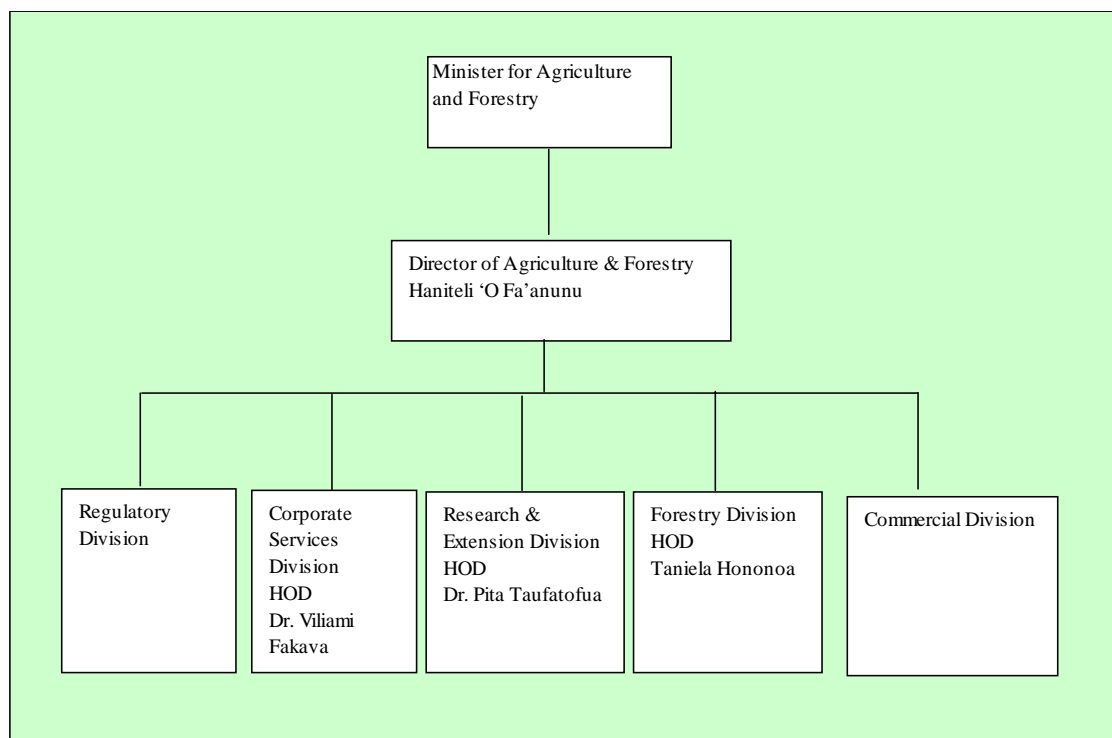 Minister for Agriculture
and Forestry
Director of Agriculture & Forestry
Haniteli ‘O Fa’anunu
Regulatory
Division
Corporate
Services
Division
HOD
Dr. Viliami
Fakava
Research &
Extension Division
HOD
Dr. Pita Taufatofua
Forestry Division
HOD
Taniela Hononoa
Commercial Division